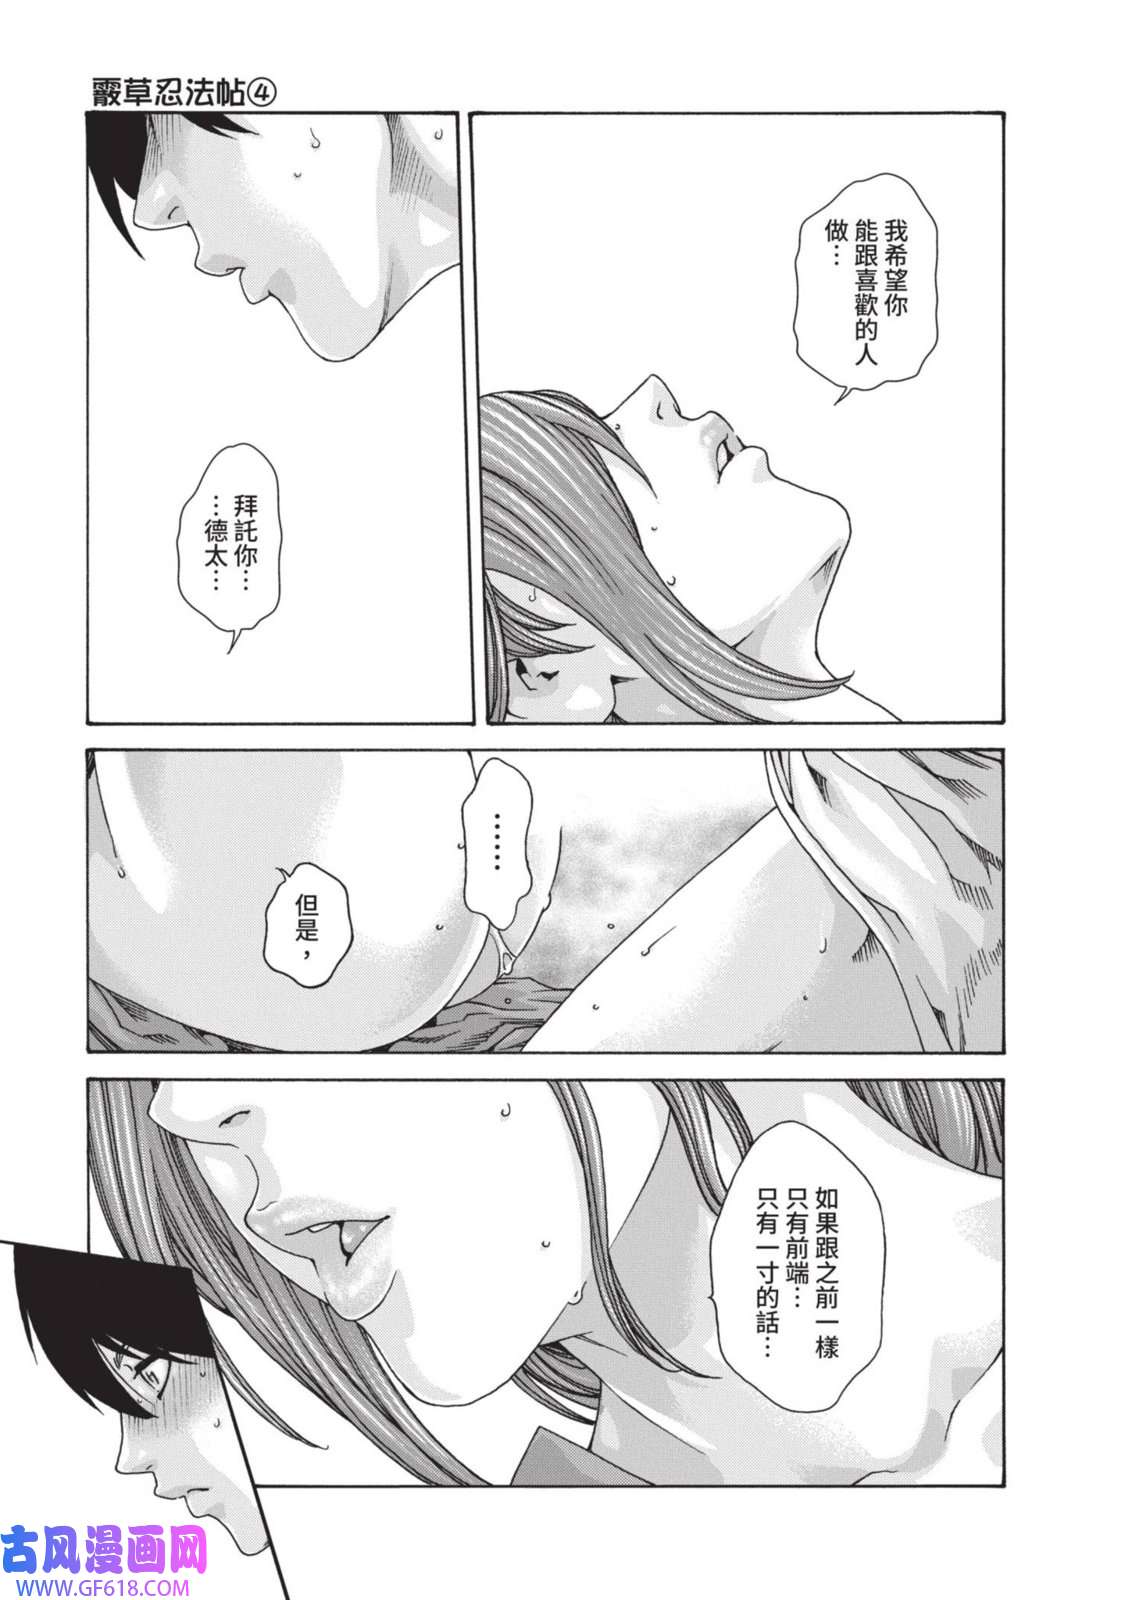 霞草忍法帖④
我希望你
能跟喜歡的人
做…
拜託你…
…德太…
……
但是，
如果跟之前一樣
只有前端…
只有一寸的話…
古风漫画网
WWW.GF618.COM